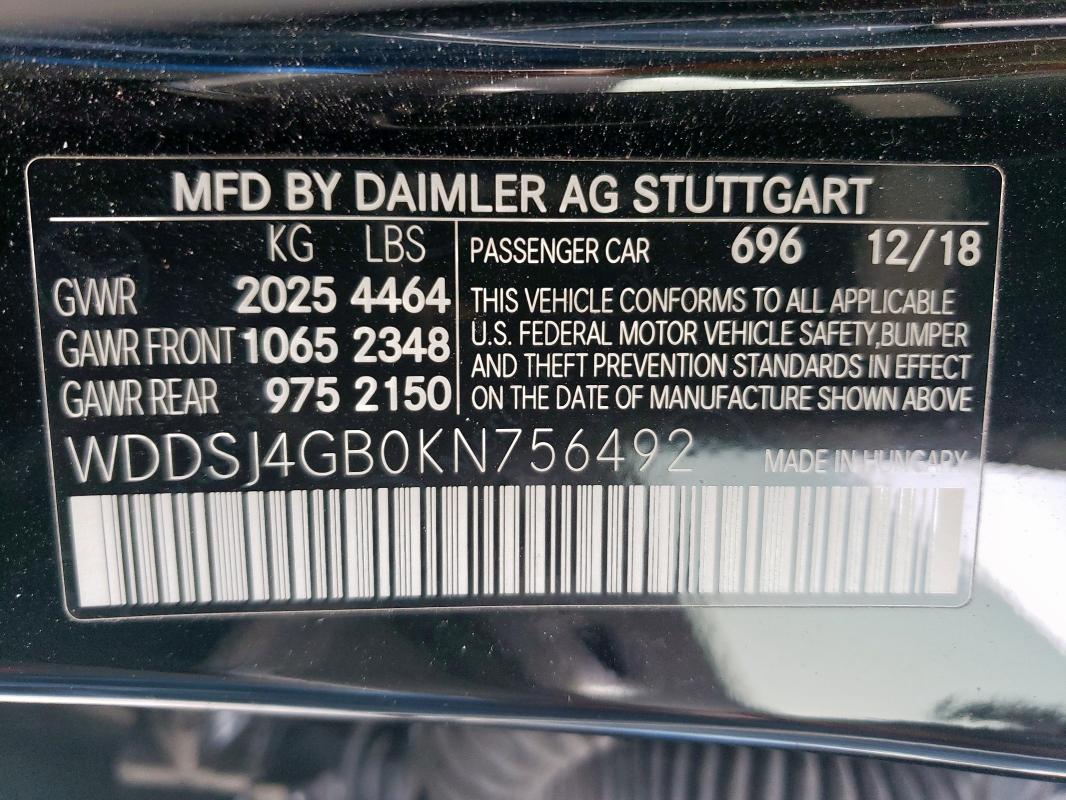 MFD BY DAIMLER AG STUTTGART
KG LBS
GVWR 2025 4464
GAWR FRONT 1065 2348
GAWR REAR 975 2150
PASSENGER CAR 696 12/18
THIS VEHICLE CONFORMS TO ALL APPLICABLE
U.S. FEDERAL MOTOR VEHICLE SAFETY, BUMPER
AND THEFT PREVENTION STANDARDS IN EFFECT
ON THE DATE OF MANUFACTURE SHOWN ABOVE
WDDSJ4GB0KN756492 MADE IN HUNGARY